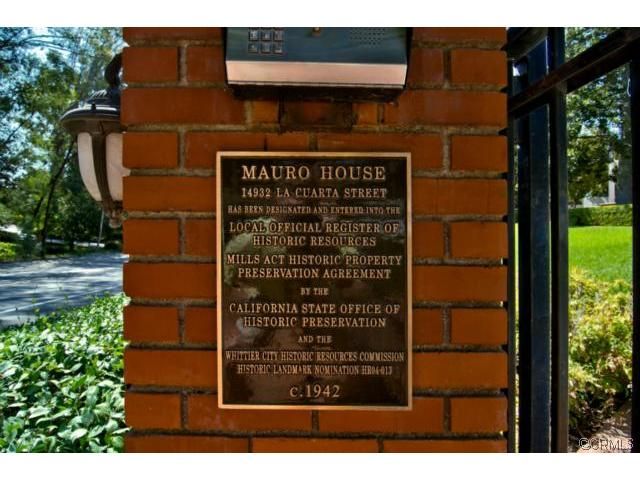 MAURO HOUSE
14932 LA CUARTA STREET
HAS BEEN DESIGNATED AND ENTERED INTO THE
LOCAL OFFICIAL REGISTER OF
HISTORIC RESOURCES
MILLS ACT HISTORIC PROPERTY
PRESERVATION AGREEMENT
BY THE
CALIFORNIA STATE OFFICE OF
HISTORIC PRESERVATION
AND THE
WHITTIER CITY HISTORIC RESOURCES COMMISSION
HISTORIC LANDMARK NOMINATION HR04-013
c.1942
©CRMLS